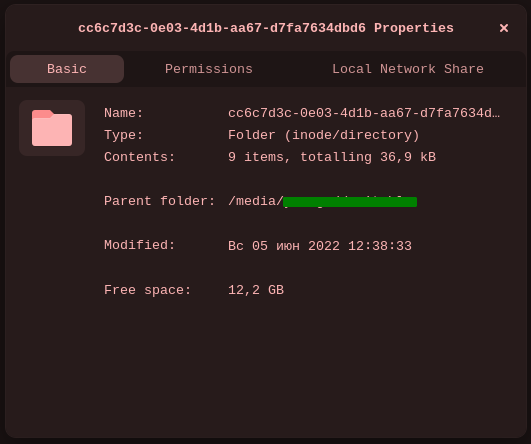 cc6c7d3c-0e03-4d1b-aa67-d7fa7634dbd6 Properties
Basic Permissions Local Network Share
Name: cc6c7d3c-0e03-4d1b-aa67-d7fa7634d…
Type: Folder (inode/directory)
Contents: 9 items, totalling 36,9 kB
Parent folder: /media/
Modified: Вс 05 июн 2022 12:38:33
Free space: 12,2 GB